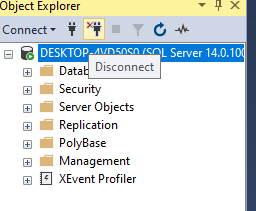 Object Explorer
Connect
DESKTOP-4VD50S0 (SQL Server 14.0.100
Disconnect
Datab
Security
Server Objects
Replication
PolyBase
Management
XEvent Profiler